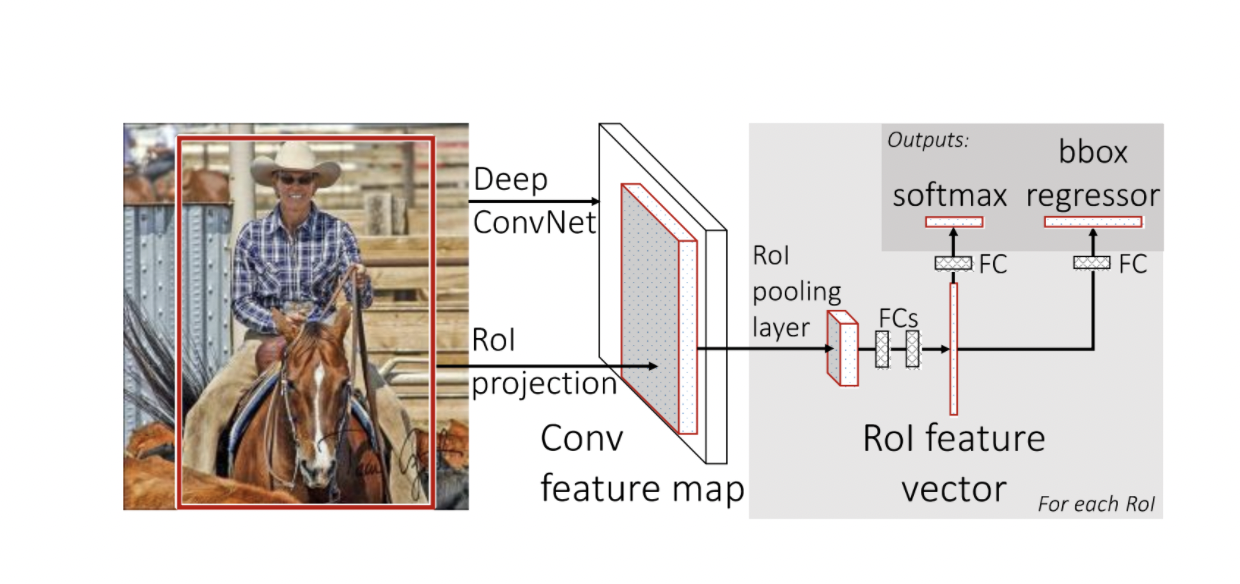 Deep
ConvNet
RoI
projection
Conv
feature map
RoI
pooling
layer
FCs
RoI feature
vector
For each RoI
Outputs:
softmax
bbox
regressor
FC
FC